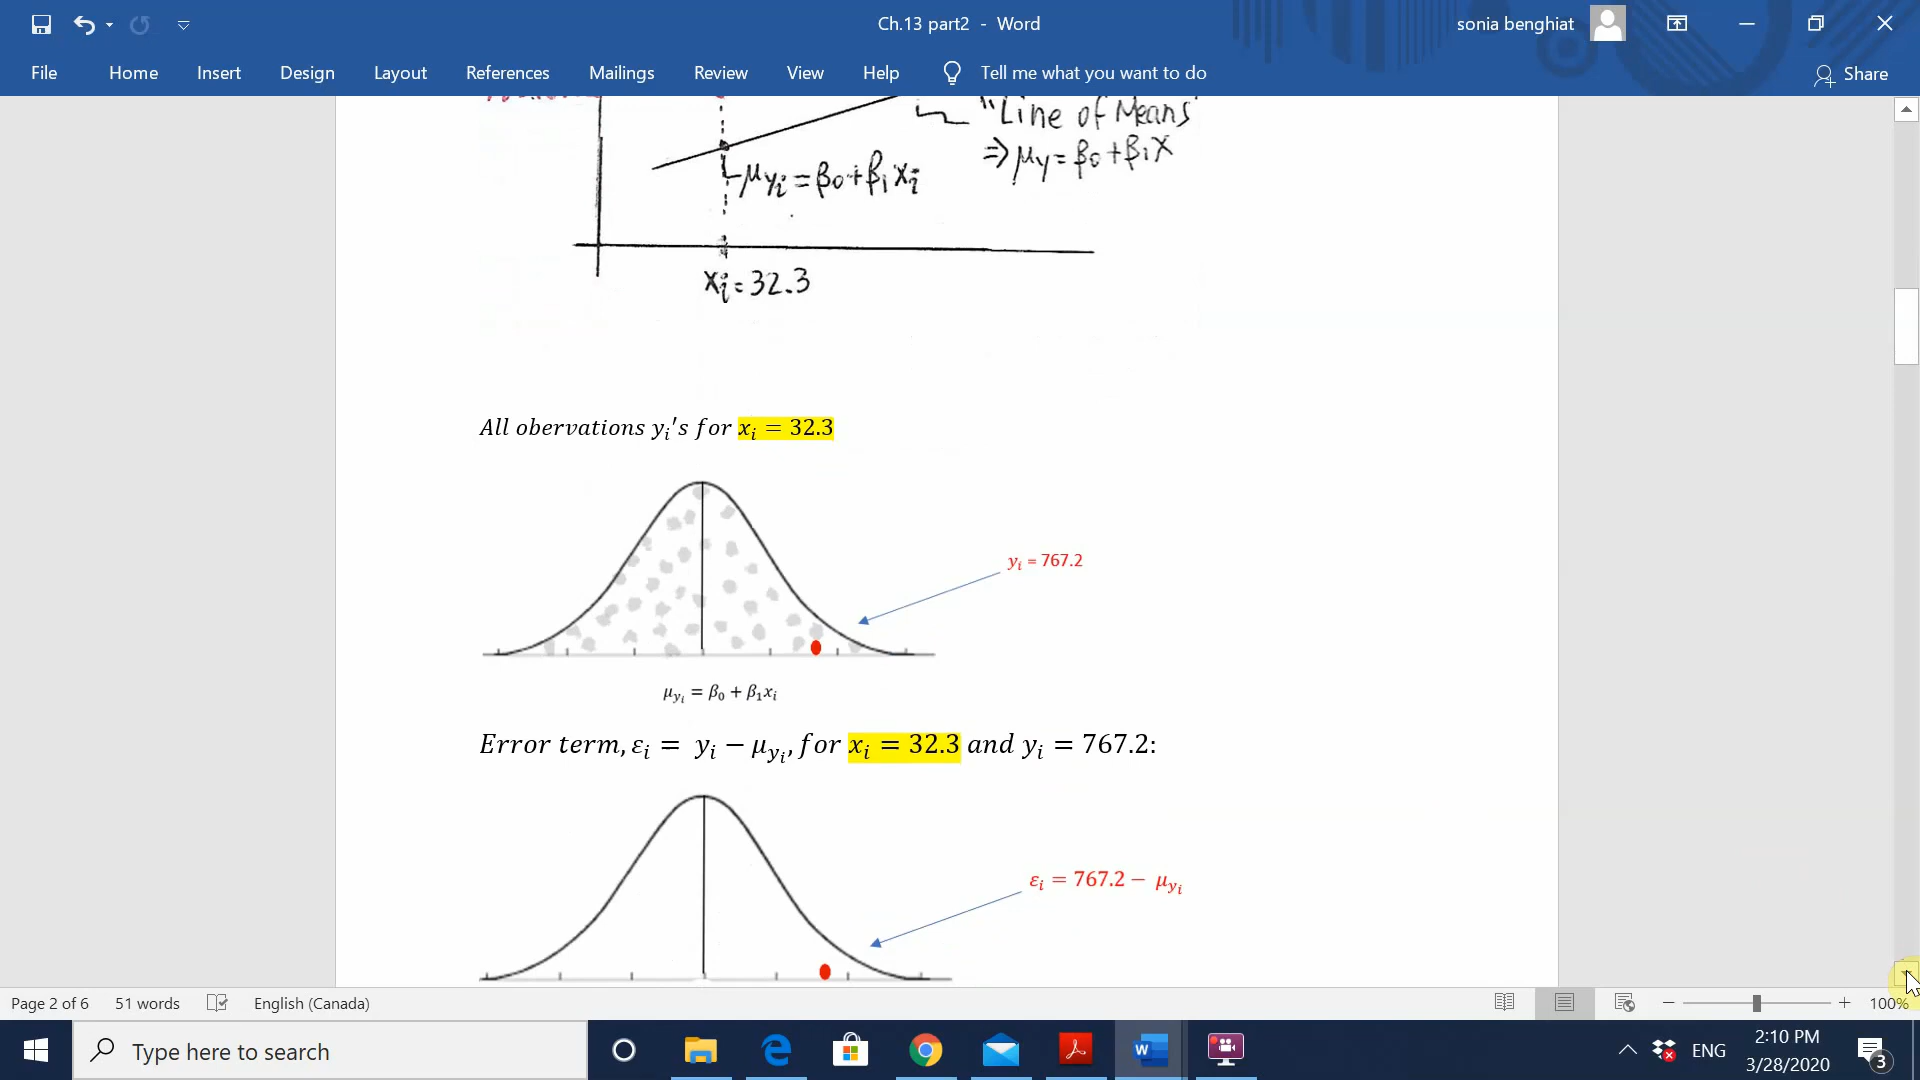 Ch.13 part2 - Word
sonia benghiat
File Home Insert Design Layout References Mailings Review View Help Tell me what you want to do Share
"Line of Means"
⇒ μy = β0 + β1X
μyi = β0 + β1Xi
Xi = 32.3
All obervations yi's for xi = 32.3
yi = 767.2
μyi = β0 + β1xi
Error term, εi = yi − μyi, for xi = 32.3 and yi = 767.2:
εi = 767.2 − μyi
Page 2 of 6 51 words English (Canada) 100%
Type here to search
ENG
2:10 PM
3/28/2020
3